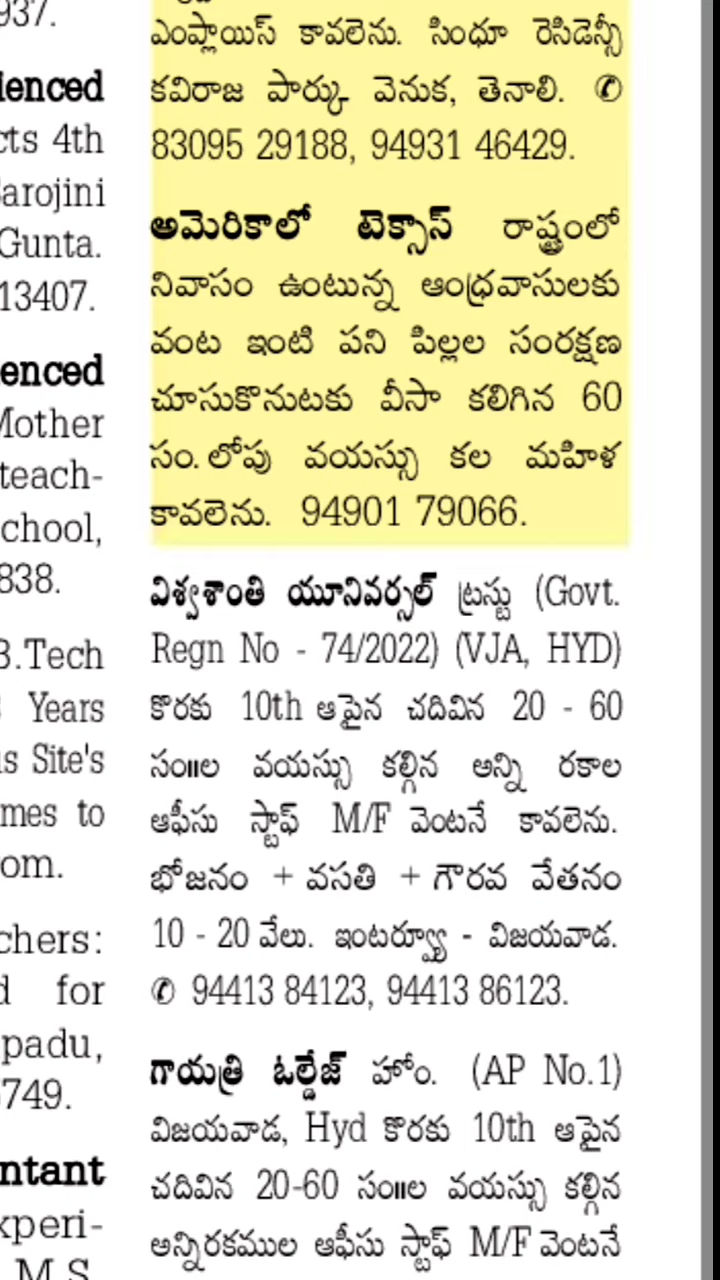 937.
ienced
cts 4th
Sarojini
Gunta.
13407.
enced
Mother
teach-
chool,
838.
B.Tech
Years
us Site's
mes to
om.
chers:
d for
padu,
5749.
ntant
xperi-
M.S.
ఎంప్లాయిస్ కావలెను. సింధూ రెసిడెన్సీ
కవిరాజ పార్కు వెనుక, తెనాలి. ✆
83095 29188, 94931 46429.
అమెరికాలో టెక్సాస్ రాష్ట్రంలో
నివాసం ఉంటున్న ఆంధ్రవాసులకు
వంట ఇంటి పని పిల్లల సంరక్షణ
చూసుకొనుటకు వీసా కలిగిన 60
సం.లోపు వయస్సు కల మహిళ
కావలెను. 94901 79066.
విశ్వశాంతి యూనివర్సల్ ట్రస్టు (Govt.
Regn No - 74/2022) (VJA, HYD)
కొరకు 10th ఆపైన చదివిన 20 - 60
సం॥ల వయస్సు కల్గిన అన్ని రకాల
ఆఫీసు స్టాఫ్ M/F వెంటనే కావలెను.
భోజనం + వసతి + గౌరవ వేతనం
10 - 20 వేలు. ఇంటర్వ్యూ - విజయవాడ.
✆ 94413 84123, 94413 86123.
గాయత్రి ఓల్డేజ్ హోం. (AP No.1)
విజయవాడ, Hyd కొరకు 10th ఆపైన
చదివిన 20-60 సం॥ల వయస్సు కల్గిన
అన్నిరకముల ఆఫీసు స్టాఫ్ M/F వెంటనే